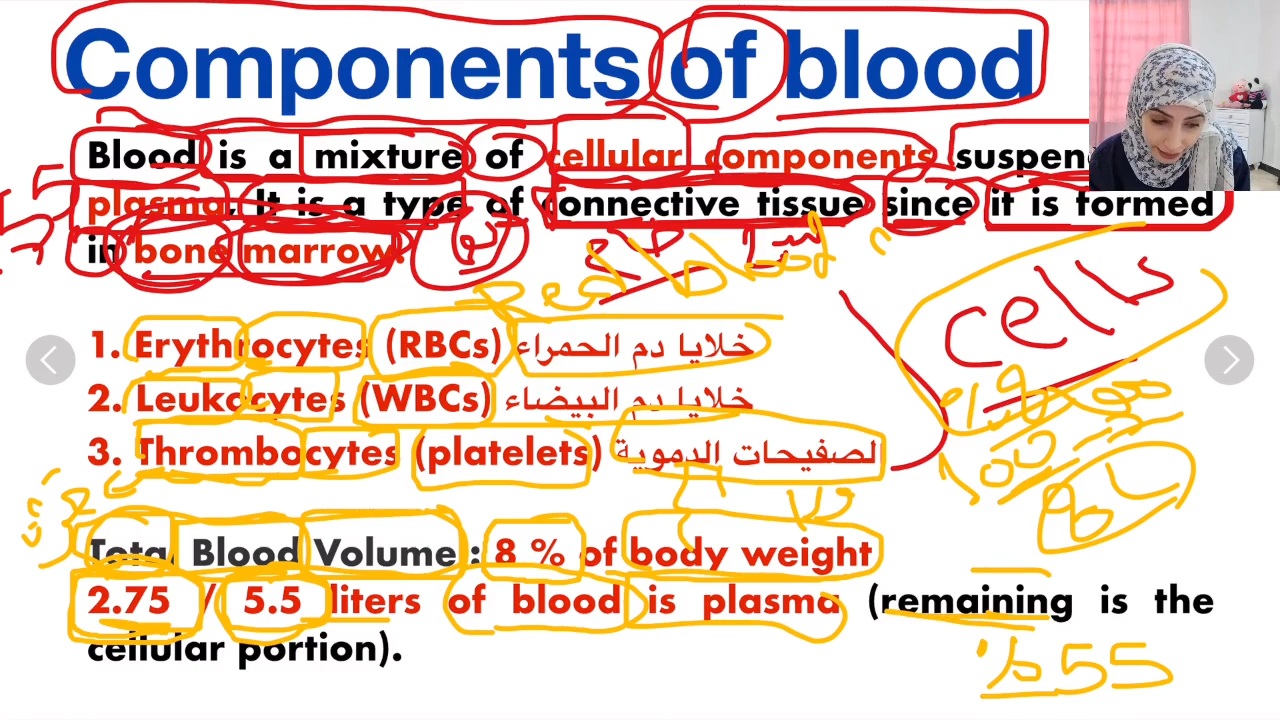 Components of blood
Blood is a mixture of cellular components suspen
plasma. It is a type of connective tissue since it is formed
in bone marrow.
Red blood
cells
1. Erythrocytes (RBCs) خلايا دم الحمراء
2. Leukocytes (WBCs) خلايا دم البيضاء
3. Thrombocytes (platelets) لصفيحات الدموية
Total Blood Volume : 8 % of body weight
2.75 / 5.5 liters of blood is plasma (remaining is the
cellular portion).
%55